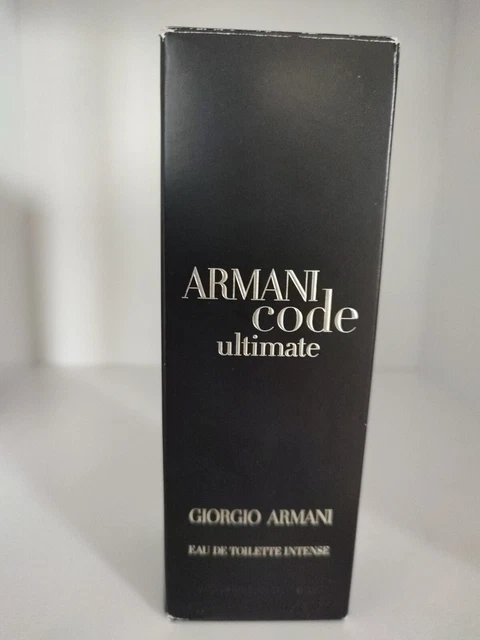 ARMANI
code
ultimate
GIORGIO ARMANI
EAU DE TOILETTE INTENSE